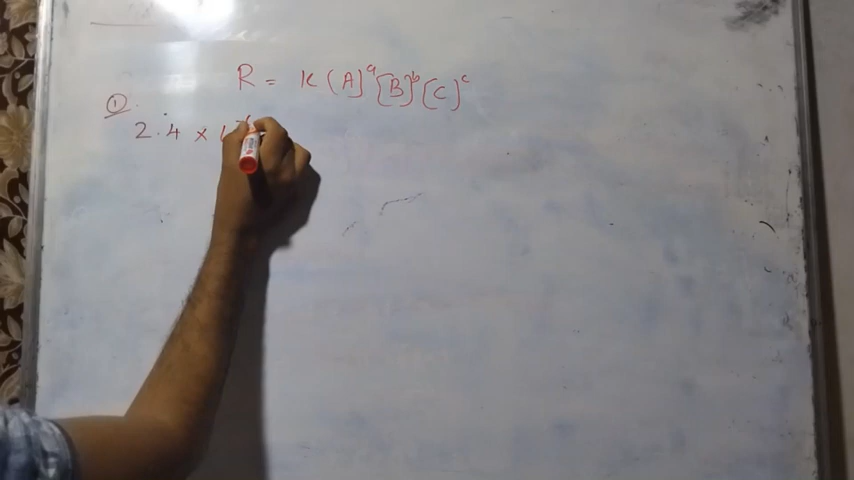 R = K (A]ᵃ [B]ᵇ [C]ᶜ
①
2.4 x 1